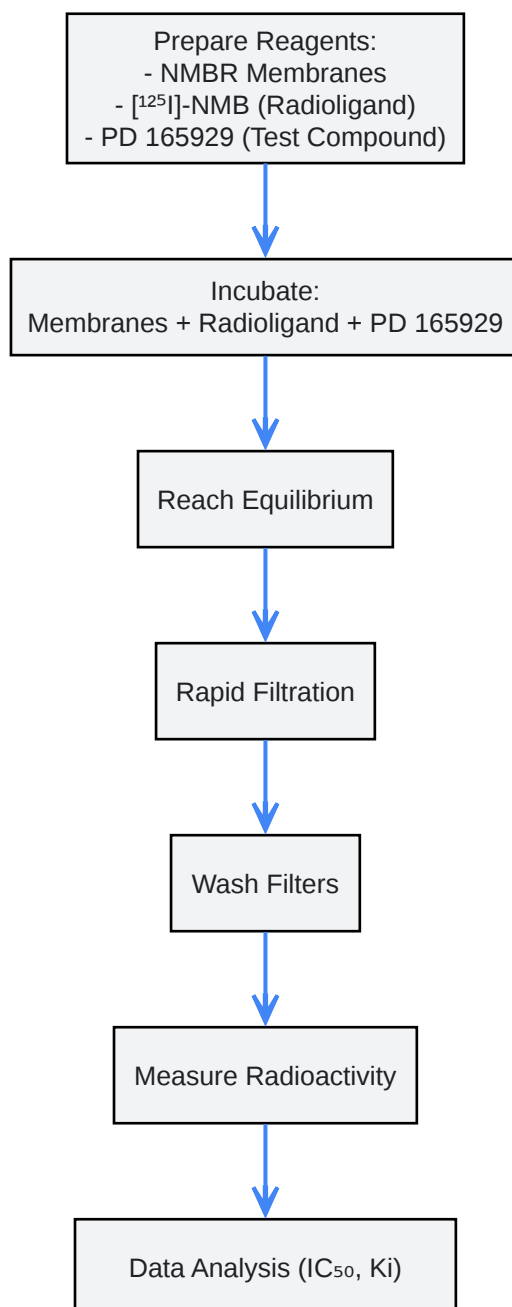 Prepare Reagents:
- NMBR Membranes
- [¹²⁵I]-NMB (Radioligand)
- PD 165929 (Test Compound)
Incubate:
Membranes + Radioligand + PD 165929
Reach Equilibrium
Rapid Filtration
Wash Filters
Measure Radioactivity
Data Analysis (IC₅₀, Ki)